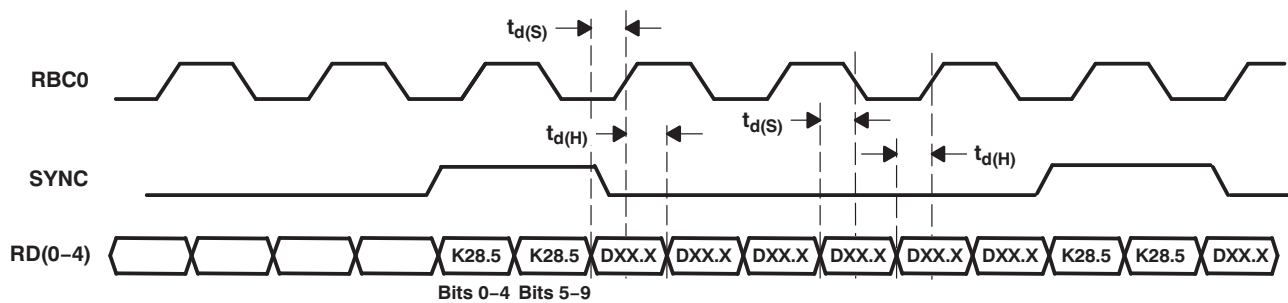 t_d(S)
RBC0
t_d(H)
t_d(S)
t_d(H)
SYNC
RD(0–4)
K28.5 K28.5 DXX.X DXX.X DXX.X DXX.X DXX.X DXX.X K28.5 K28.5 DXX.X
Bits 0–4 Bits 5–9